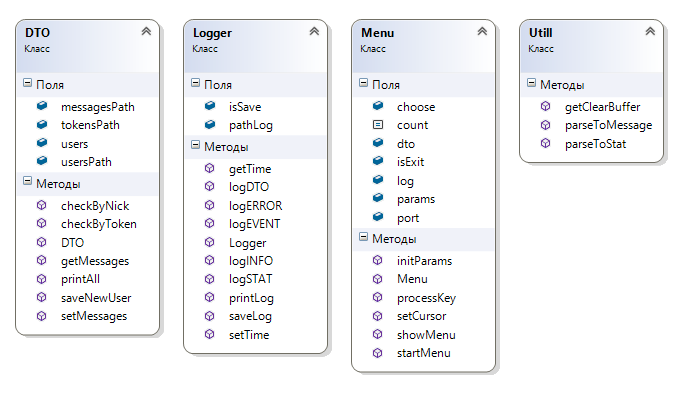 DTO
Класс
Поля
messagesPath
tokensPath
users
usersPath
Методы
checkByNick
checkByToken
DTO
getMessages
printAll
saveNewUser
setMessages
Logger
Класс
Поля
isSave
pathLog
Методы
getTime
logDTO
logERROR
logEVENT
Logger
logINFO
logSTAT
printLog
saveLog
setTime
Menu
Класс
Поля
choose
count
dto
isExit
log
params
port
Методы
initParams
Menu
processKey
setCursor
showMenu
startMenu
Utill
Класс
Методы
getClearBuffer
parseToMessage
parseToStat